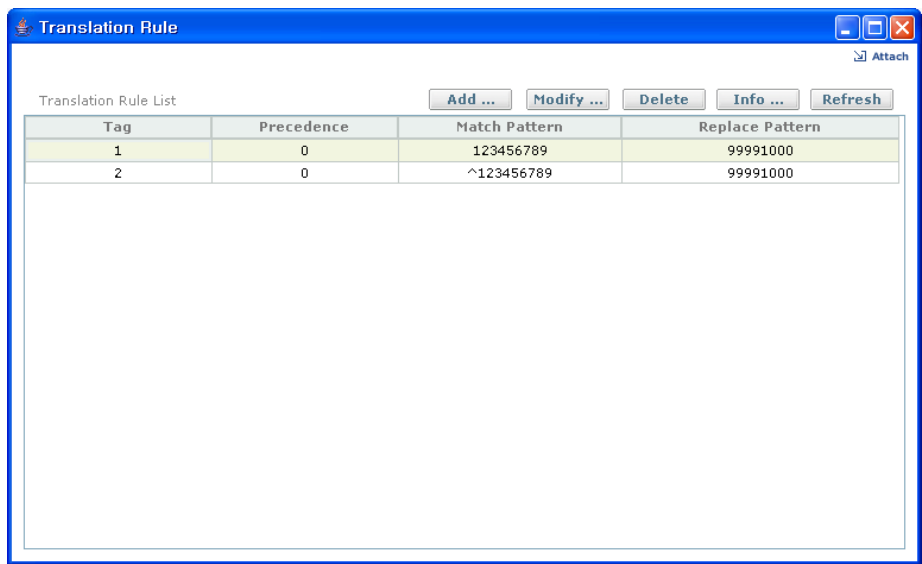 Translation Rule
Attach
Translation Rule List Add ... Modify ... Delete Info ... Refresh
Tag Precedence Match Pattern Replace Pattern
1 0 123456789 99991000
2 0 ^123456789 99991000